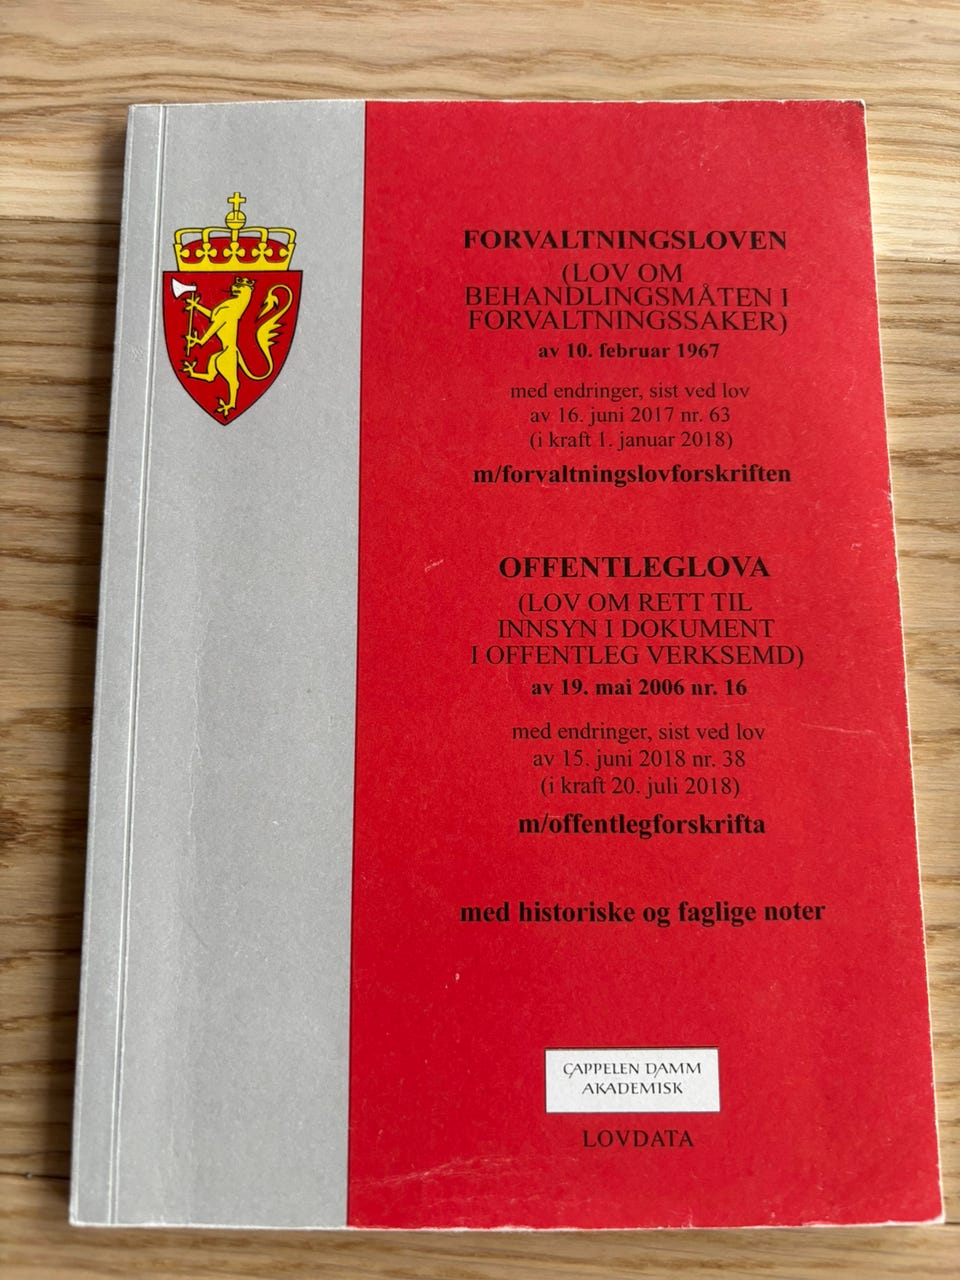 FORVALTNINGSLOVEN
(LOV OM
BEHANDLINGSMÅTEN I
FORVALTNINGSSAKER)
av 10. februar 1967
med endringer, sist ved lov
av 16. juni 2017 nr. 63
(i kraft 1. januar 2018)
m/forvaltningslovforskriften
OFFENTLEGLOVA
(LOV OM RETT TIL
INNSYN I DOKUMENT
I OFFENTLEG VERKSEMD)
av 19. mai 2006 nr. 16
med endringer, sist ved lov
av 15. juni 2018 nr. 38
(i kraft 20. juli 2018)
m/offentlegforskrifta
med historiske og faglige noter
CAPPELEN DAMM
AKADEMISK
LOVDATA